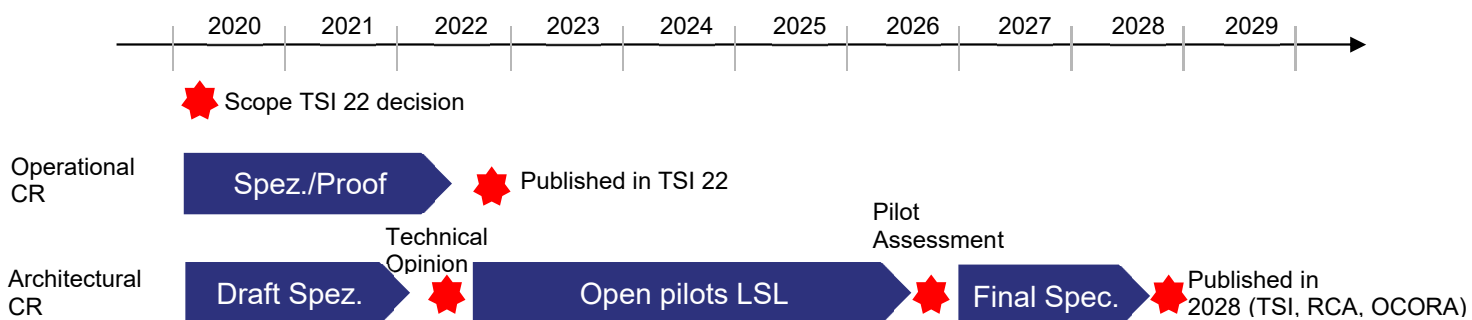 2020 2021 2022 2023 2024 2025 2026 2027 2028 2029
Scope TSI 22 decision
Operational
CR
Spez./Proof
Published in TSI 22
Architectural
CR
Draft Spez.
Technical
Opinion
Open pilots LSL
Pilot
Assessment
Final Spec.
Published in
2028 (TSI, RCA, OCORA)